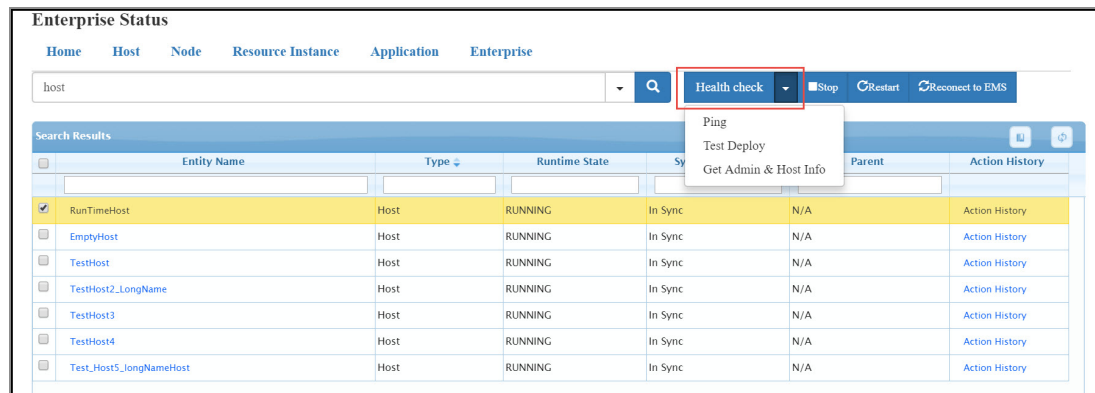 Enterprise Status
Home Host Node Resource Instance Application Enterprise
host Health check Stop Restart Reconect to EMS
Ping
Test Deploy
Get Admin & Host Info
Search Results
Entity Name Type Runtime State Sy Parent Action History
RunTimeHost Host RUNNING In Sync N/A Action History
EmptyHost Host RUNNING In Sync N/A Action History
TestHost Host RUNNING In Sync N/A Action History
TestHost2_LongName Host RUNNING In Sync N/A Action History
TestHost3 Host RUNNING In Sync N/A Action History
TestHost4 Host RUNNING In Sync N/A Action History
Test_Host5_longNameHost Host RUNNING In Sync N/A Action History